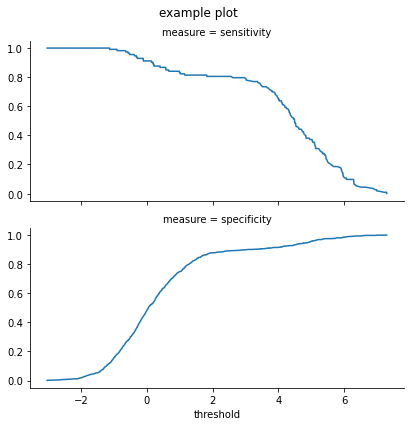 example plot
measure = sensitivity
1.0
0.8
0.6
0.4
0.2
0.0
measure = specificity
1.0
0.8
0.6
0.4
0.2
0.0
−2 0 2 4 6
threshold